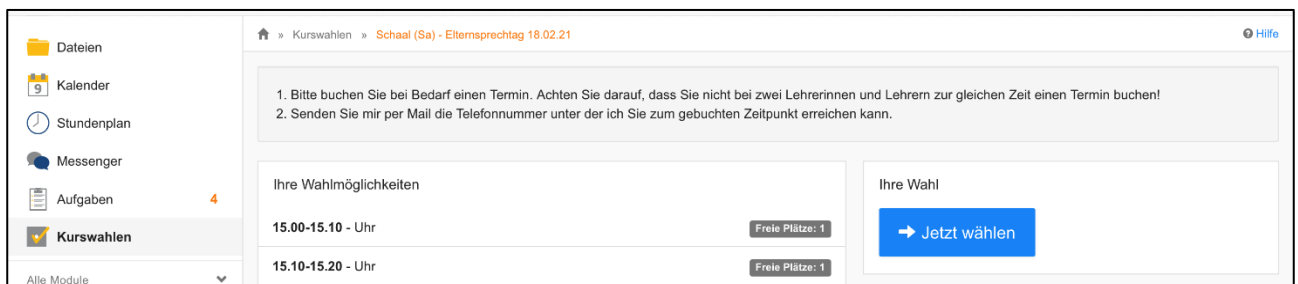 Dateien
Kalender
9
Stundenplan
Messenger
Aufgaben 4
Kurswahlen
Alle Module
» Kurswahlen » Schaal (Sa) - Elternsprechtag 18.02.21
Hilfe
1. Bitte buchen Sie bei Bedarf einen Termin. Achten Sie darauf, dass Sie nicht bei zwei Lehrerinnen und Lehrern zur gleichen Zeit einen Termin buchen!
2. Senden Sie mir per Mail die Telefonnummer unter der ich Sie zum gebuchten Zeitpunkt erreichen kann.
Ihre Wahlmöglichkeiten
15.00-15.10 - Uhr Freie Plätze: 1
15.10-15.20 - Uhr Freie Plätze: 1
Ihre Wahl
Jetzt wählen